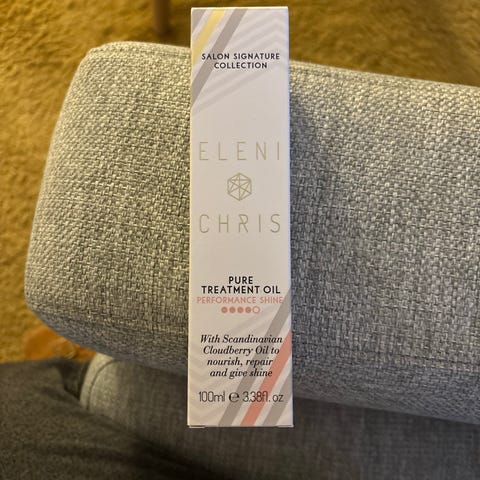 SALON SIGNATURE
COLLECTION
ELENI
CHRIS
PURE
TREATMENT OIL
PERFORMANCE SHINE
With Scandinavian
Cloudberry Oil to
nourish, repair
and give shine
100ml ℮ 3.38fl. oz